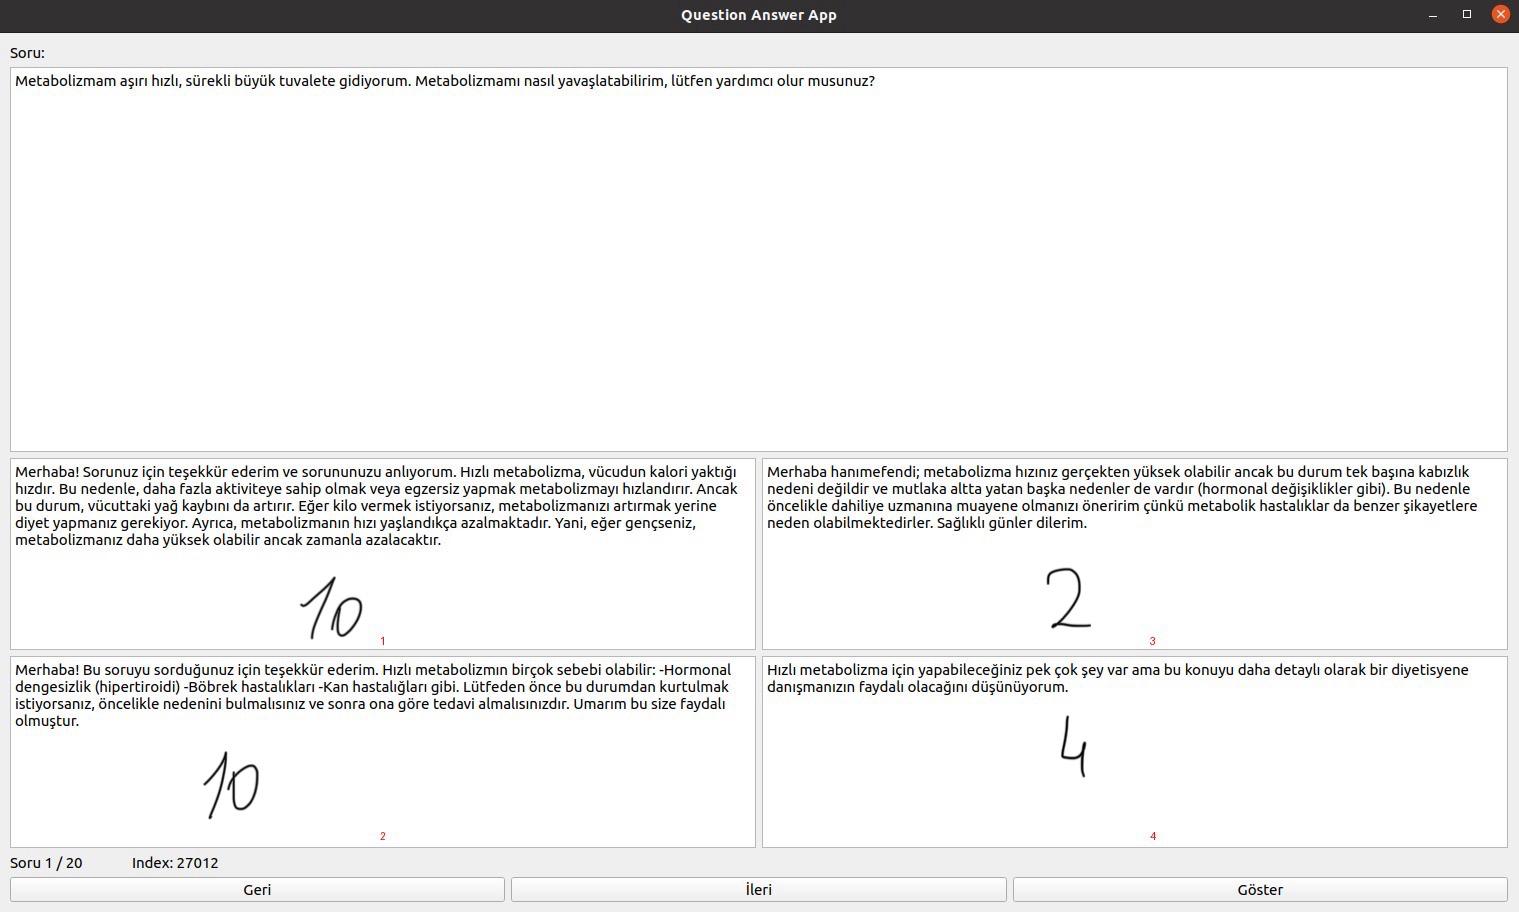 Question Answer App
Soru:
Metabolizmam aşırı hızlı, sürekli büyük tuvalete gidiyorum. Metabolizmamı nasıl yavaşlatabilirim, lütfen yardımcı olur musunuz?
Merhaba! Sorunuz için teşekkür ederim ve sorununuzu anlıyorum. Hızlı metabolizma, vücudun kalori yaktığı
hızdır. Bu nedenle, daha fazla aktiviteye sahip olmak veya egzersiz yapmak metabolizmayı hızlandırır. Ancak
bu durum, vücuttaki yağ kaybını da artırır. Eğer kilo vermek istiyorsanız, metabolizmanızı artırmak yerine
diyet yapmanız gerekiyor. Ayrıca, metabolizmanın hızı yaşlandıkça azalmaktadır. Yani, eğer gençseniz,
metabolizmanız daha yüksek olabilir ancak zamanla azalacaktır.
10
1
Merhaba hanımefendi; metabolizma hızınız gerçekten yüksek olabilir ancak bu durum tek başına kabızlık
nedeni değildir ve mutlaka altta yatan başka nedenler de vardır (hormonal değişiklikler gibi). Bu nedenle
öncelikle dahiliye uzmanına muayene olmanızı öneririm çünkü metabolik hastalıklar da benzer şikayetlere
neden olabilmektedirler. Sağlıklı günler dilerim.
2
3
Merhaba! Bu soruyu sorduğunuz için teşekkür ederim. Hızlı metabolizmın birçok sebebi olabilir: -Hormonal
dengesizlik (hipertiroidi) -Böbrek hastalıkları -Kan hastalığları gibi. Lütfeden önce bu durumdan kurtulmak
istiyorsanız, öncelikle nedenini bulmalısınız ve sonra ona göre tedavi almalısınızdır. Umarım bu size faydalı
olmuştur.
10
2
Hızlı metabolizma için yapabileceğiniz pek çok şey var ama bu konuyu daha detaylı olarak bir diyetisyene
danışmanızın faydalı olacağını düşünüyorum.
4
4
Soru 1 / 20 Index: 27012
Geri İleri Göster